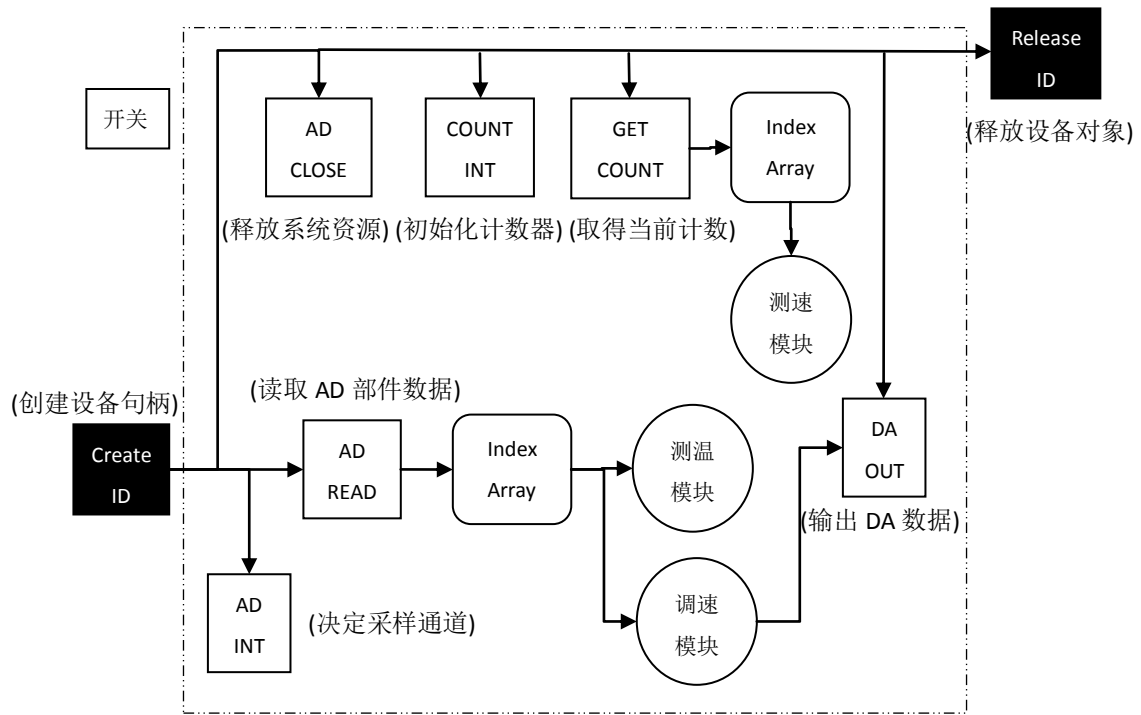 Release
ID
(释放设备对象)
开关
AD
CLOSE
(释放系统资源)
COUNT
INT
(初始化计数器)
GET
COUNT
(取得当前计数)
Index
Array
测速
模块
(创建设备句柄)
Create
ID
(读取 AD 部件数据)
AD
READ
Index
Array
测温
模块
DA
OUT
(输出 DA 数据)
AD
INT
(决定采样通道)
调速
模块